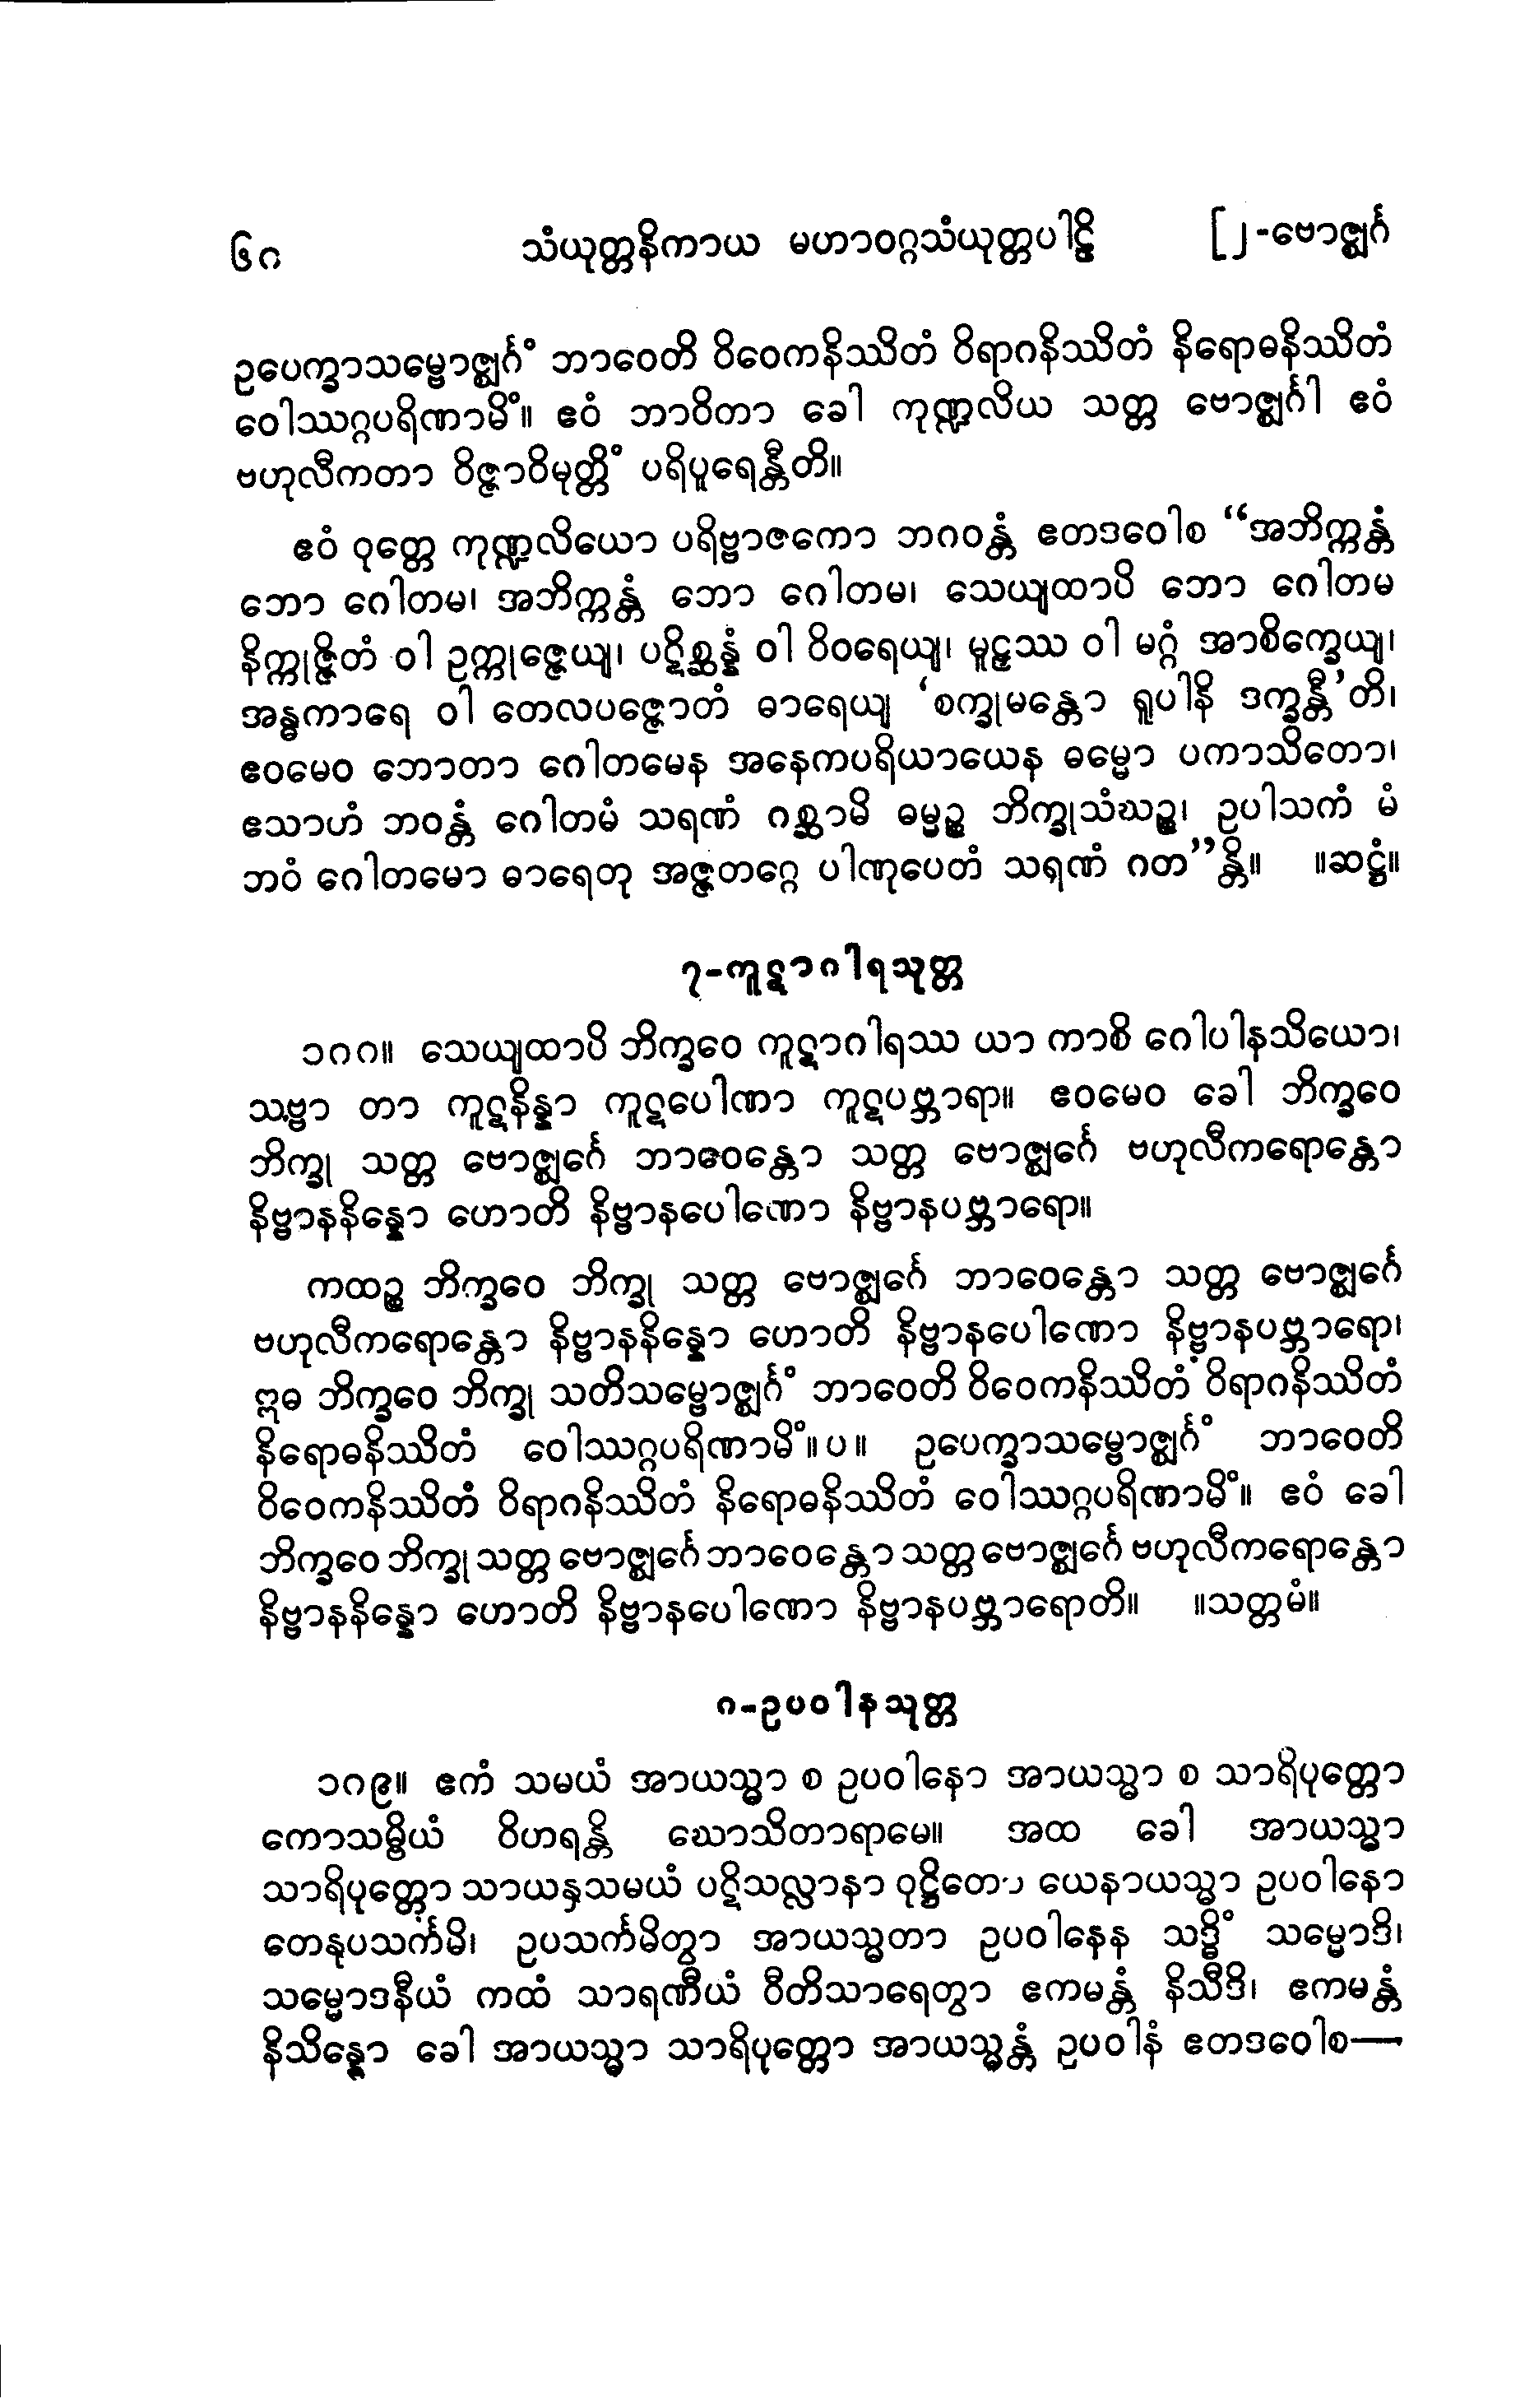 ၆၈ သံယုတ္တနိကာယ မဟာဝဂ္ဂသံယုတ္တပါဠိ [၂-ဗောဇ္ဈင်္ဂ
ဥပေက္ခာသမ္ဗောဇ္ဈင်္ဂံ ဘာဝေတိ ဝိဝေကနိဿိတံ ဝိရာဂနိဿိတံ နိရောဓနိဿိတံ
ဝေါဿဂ္ဂပရိဏာမိံ။ ဧဝံ ဘာဝိတာ ခေါ ကုဏ္ဍလိယ သတ္တ ဗောဇ္ဈင်္ဂါ ဧဝံ
ဗဟုလီကတာ ဝိဇ္ဇာဝိမုတ္တိံ ပရိပူရေန္တီတိ။
ဧဝံ ဝုတ္တေ ကုဏ္ဍလိယော ပရိဗ္ဗာဇကော ဘဂဝန္တံ ဧတဒဝေါစ “အဘိက္ကန္တံ
ဘော ဂေါတမ၊ အဘိက္ကန္တံ ဘော ဂေါတမ၊ သေယျထာပိ ဘော ဂေါတမ
နိက္ကုဇ္ဇိတံ ဝါ ဥက္ကုဇ္ဇေယျ၊ ပဋိစ္ဆန္နံ ဝါ ဝိဝရေယျ၊ မူဠှဿ ဝါ မဂ္ဂံ အာစိက္ခေယျ၊
အန္ဓကာရေ ဝါ တေလပဇ္ဇောတံ ဓာရေယျ ‘စက္ခုမန္တော ရူပါနိ ဒက္ခန္တီ’တိ၊
ဧဝမေဝ ဘောတာ ဂေါတမေန အနေကပရိယာယေန ဓမ္မော ပကာသိတော၊
ဧသာဟံ ဘဝန္တံ ဂေါတမံ သရဏံ ဂစ္ဆာမိ ဓမ္မဉ္စ ဘိက္ခုသံဃဉ္စ၊ ဥပါသကံ မံ
ဘဝံ ဂေါတမော ဓာရေတု အဇ္ဇတဂ္ဂေ ပါဏုပေတံ သရဏံ ဂတ”န္တိ။ ။ဆဋ္ဌံ။
၇-ကူဋာဂါရသုတ္တ
၁၈၈။ သေယျထာပိ ဘိက္ခဝေ ကူဋာဂါရဿ ယာ ကာစိ ဂေါပါနသိယော၊
သဗ္ဗာ တာ ကူဋနိန္နာ ကူဋပေါဏာ ကူဋပဗ္ဘာရာ။ ဧဝမေဝ ခေါ ဘိက္ခဝေ
ဘိက္ခု သတ္တ ဗောဇ္ဈင်္ဂေ ဘာဝေန္တော သတ္တ ဗောဇ္ဈင်္ဂေ ဗဟုလီကရောန္တော
နိဗ္ဗာနနိန္နော ဟောတိ နိဗ္ဗာနပေါဏော နိဗ္ဗာနပဗ္ဘာရော။
ကထဉ္စ ဘိက္ခဝေ ဘိက္ခု သတ္တ ဗောဇ္ဈင်္ဂေ ဘာဝေန္တော သတ္တ ဗောဇ္ဈင်္ဂေ
ဗဟုလီကရောန္တော နိဗ္ဗာနနိန္နော ဟောတိ နိဗ္ဗာနပေါဏော နိဗ္ဗာနပဗ္ဘာရော၊
ဣဓ ဘိက္ခဝေ ဘိက္ခု သတိသမ္ဗောဇ္ဈင်္ဂံ ဘာဝေတိ ဝိဝေကနိဿိတံ ဝိရာဂနိဿိတံ
နိရောဓနိဿိတံ ဝေါဿဂ္ဂပရိဏာမိံ။ပ။ ဥပေက္ခာသမ္ဗောဇ္ဈင်္ဂံ ဘာဝေတိ
ဝိဝေကနိဿိတံ ဝိရာဂနိဿိတံ နိရောဓနိဿိတံ ဝေါဿဂ္ဂပရိဏာမိံ။ ဧဝံ ခေါ
ဘိက္ခဝေ ဘိက္ခု သတ္တ ဗောဇ္ဈင်္ဂေ ဘာဝေန္တော သတ္တ ဗောဇ္ဈင်္ဂေ ဗဟုလီကရောန္တော
နိဗ္ဗာနနိန္နော ဟောတိ နိဗ္ဗာနပေါဏော နိဗ္ဗာနပဗ္ဘာရောတိ။ ။သတ္တမံ။
၈-ဥပဝါနသုတ္တ
၁၈၉။ ဧကံ သမယံ အာယသ္မာ စ ဥပဝါနော အာယသ္မာ စ သာရိပုတ္တော
ကောသမ္ဗိယံ ဝိဟရန္တိ ဃောသိတာရာမေ။ အထ ခေါ အာယသ္မာ
သာရိပုတ္တော သာယနှသမယံ ပဋိသလ္လာနာ ဝုဋ္ဌိတော ယေနာယသ္မာ ဥပဝါနော
တေနုပသင်္ကမိ၊ ဥပသင်္ကမိတွာ အာယသ္မတာ ဥပဝါနေန သဒ္ဓိံ သမ္မောဒိ၊
သမ္မောဒနီယံ ကထံ သာရဏီယံ ဝီတိသာရေတွာ ဧကမန္တံ နိသီဒိ၊ ဧကမန္တံ
နိသိန္နော ခေါ အာယသ္မာ သာရိပုတ္တော အာယသ္မန္တံ ဥပဝါနံ ဧတဒဝေါစ—